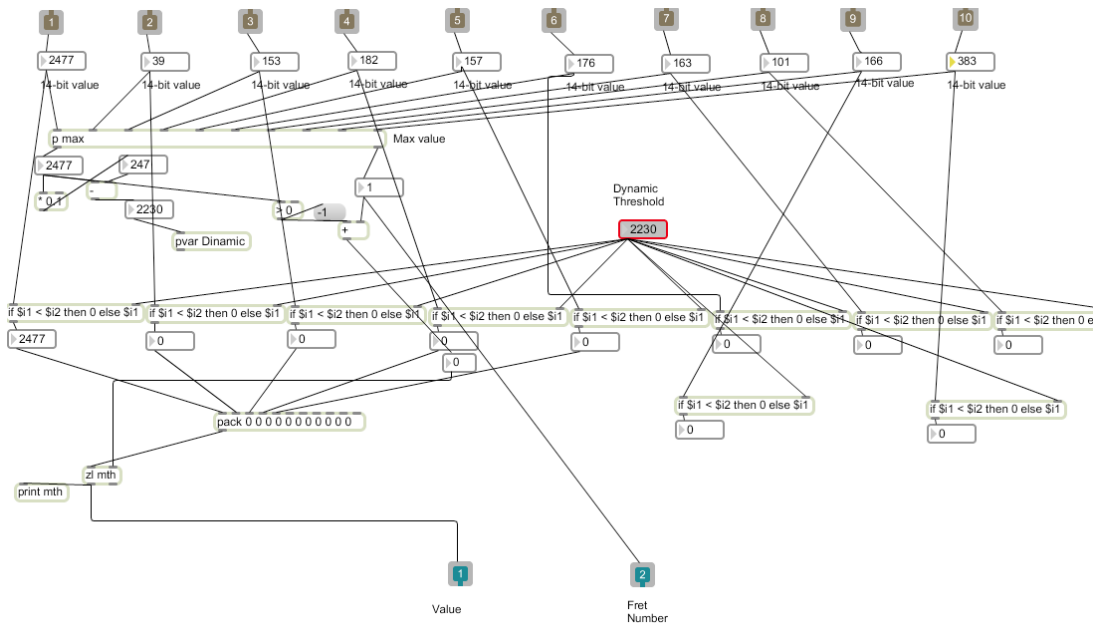 1 2 3 4 5 6 7 8 9 10
2477 39 153 182 157 176 163 101 166 383
14-bit value 14-bit value 14-bit value 14-bit value 14-bit value 14-bit value 14-bit value 14-bit value 14-bit value 14-bit value
p max Max value
2477 247
1
* 0.1 -
2230 > 0 -1
Dynamic
Threshold
2230
+
pvar Dinamic
if $i1 < $i2 then 0 else $i1 if $i1 < $i2 then 0 else $i1 if $i1 < $i2 then 0 else $i1 if $i1 < $i2 then 0 else $i1 if $i1 < $i2 then 0 else $i1 if $i1 < $i2 then 0 else $i1 if $i1 < $i2 then 0 else $i1 if $i1 < $i2 then 0 e
2477 0 0 0 0 0 0 0
0
if $i1 < $i2 then 0 else $i1 if $i1 < $i2 then 0 else $i1
0 0
pack 0 0 0 0 0 0 0 0 0 0 0
zl mth
print mth
1 2
Value Fret
Number